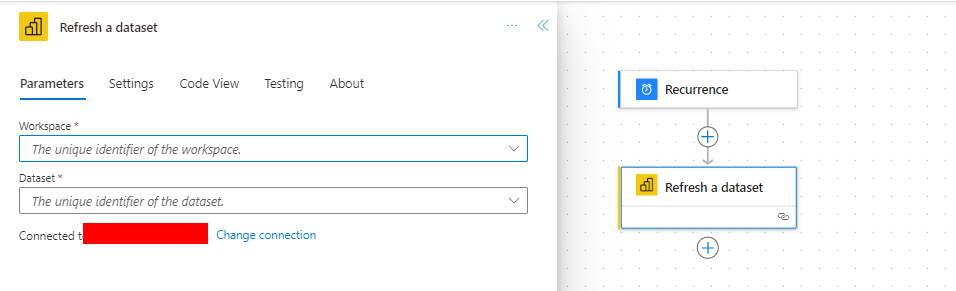 Refresh a dataset
Parameters Settings Code View Testing About
Workspace *
The unique identifier of the workspace.
Dataset *
The unique identifier of the dataset.
Connected t
Change connection
Recurrence
Refresh a dataset